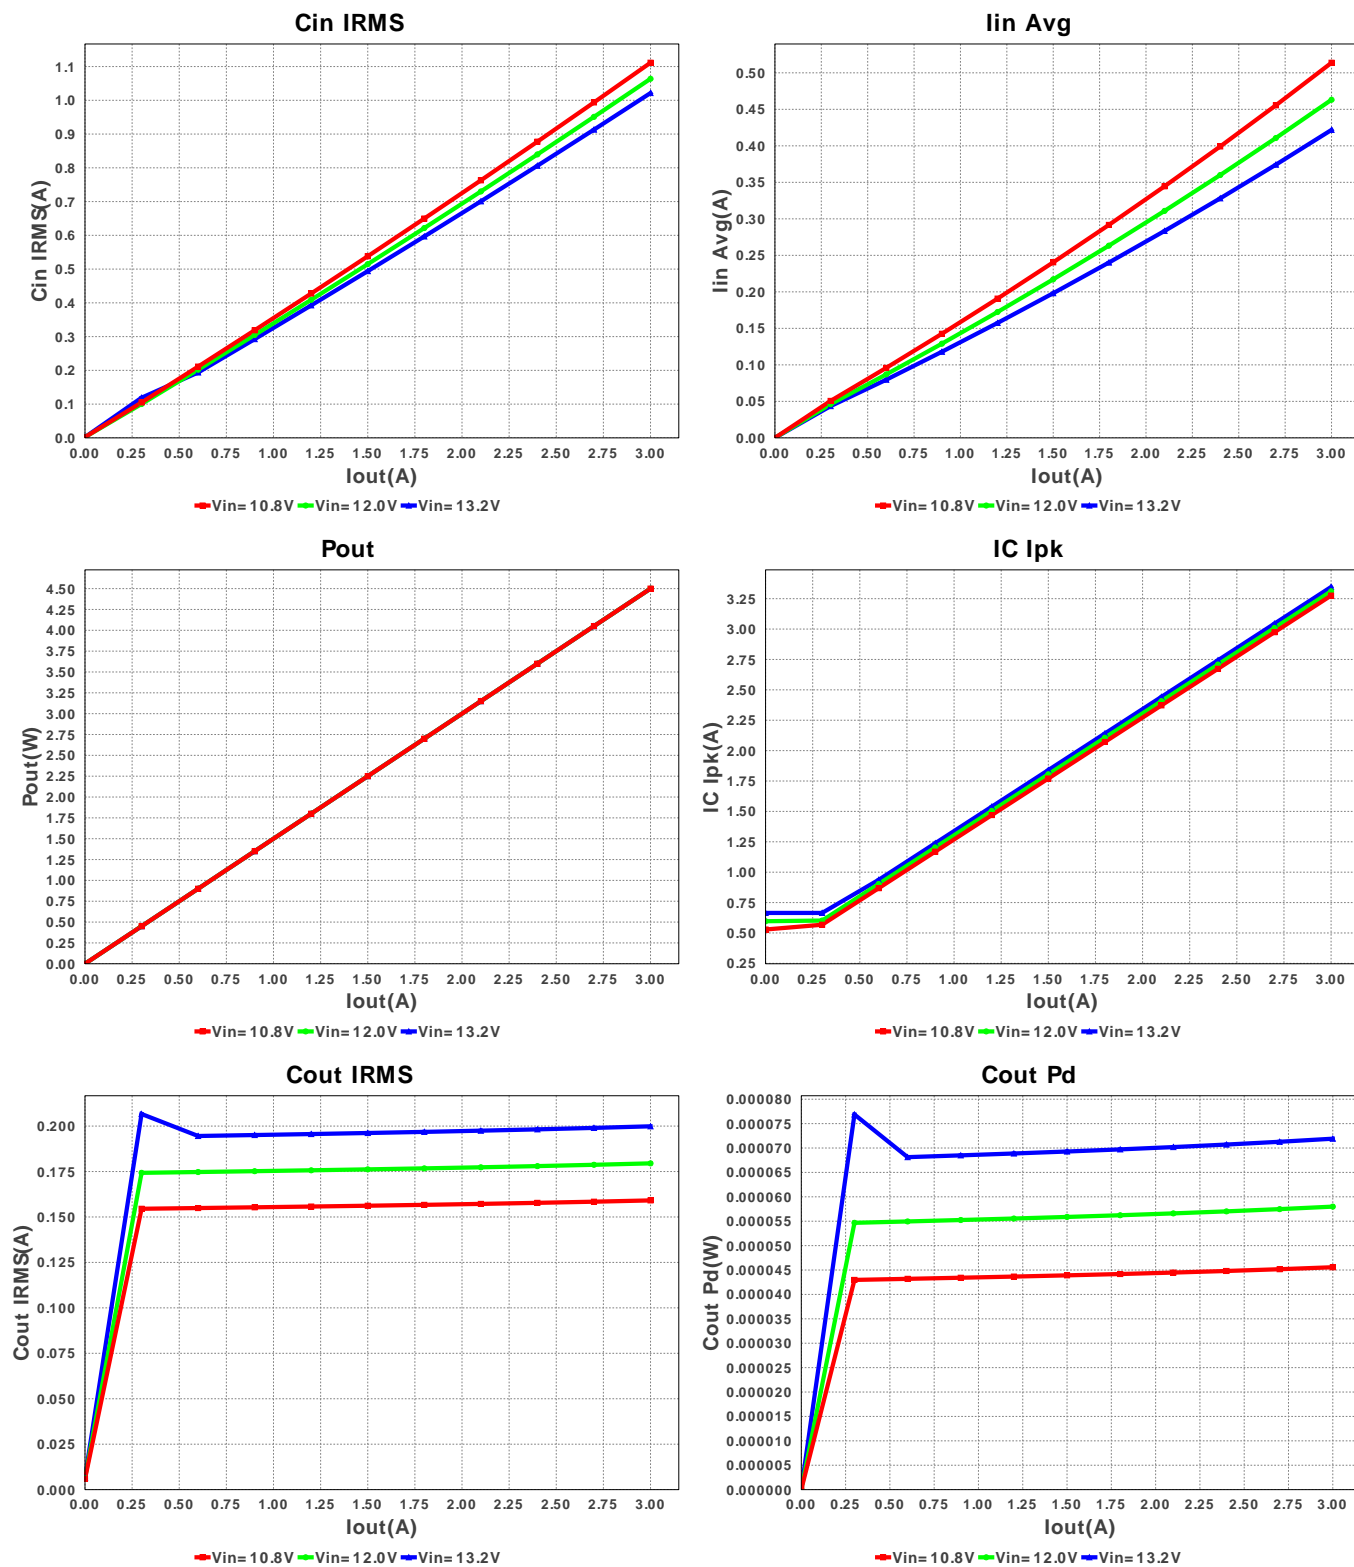 Cin IRMS
Cin IRMS(A)
1.1
1.0
0.9
0.8
0.7
0.6
0.5
0.4
0.3
0.2
0.1
0.0
0.00 0.25 0.50 0.75 1.00 1.25 1.50 1.75 2.00 2.25 2.50 2.75 3.00
Iout(A)
Vin= 10.8V Vin= 12.0V Vin= 13.2V
Iin Avg
Iin Avg(A)
0.50
0.45
0.40
0.35
0.30
0.25
0.20
0.15
0.10
0.05
0.00
0.00 0.25 0.50 0.75 1.00 1.25 1.50 1.75 2.00 2.25 2.50 2.75 3.00
Iout(A)
Vin= 10.8V Vin= 12.0V Vin= 13.2V
Pout
Pout(W)
4.50
4.25
4.00
3.75
3.50
3.25
3.00
2.75
2.50
2.25
2.00
1.75
1.50
1.25
1.00
0.75
0.50
0.25
0.00
0.00 0.25 0.50 0.75 1.00 1.25 1.50 1.75 2.00 2.25 2.50 2.75 3.00
Iout(A)
Vin= 10.8V Vin= 12.0V Vin= 13.2V
IC Ipk
IC Ipk(A)
3.25
3.00
2.75
2.50
2.25
2.00
1.75
1.50
1.25
1.00
0.75
0.50
0.25
0.00 0.25 0.50 0.75 1.00 1.25 1.50 1.75 2.00 2.25 2.50 2.75 3.00
Iout(A)
Vin= 10.8V Vin= 12.0V Vin= 13.2V
Cout IRMS
Cout IRMS(A)
0.200
0.175
0.150
0.125
0.100
0.075
0.050
0.025
0.000
0.00 0.25 0.50 0.75 1.00 1.25 1.50 1.75 2.00 2.25 2.50 2.75 3.00
Iout(A)
Vin= 10.8V Vin= 12.0V Vin= 13.2V
Cout Pd
Cout Pd(W)
0.000080
0.000075
0.000070
0.000065
0.000060
0.000055
0.000050
0.000045
0.000040
0.000035
0.000030
0.000025
0.000020
0.000015
0.000010
0.000005
0.000000
0.00 0.25 0.50 0.75 1.00 1.25 1.50 1.75 2.00 2.25 2.50 2.75 3.00
Iout(A)
Vin= 10.8V Vin= 12.0V Vin= 13.2V